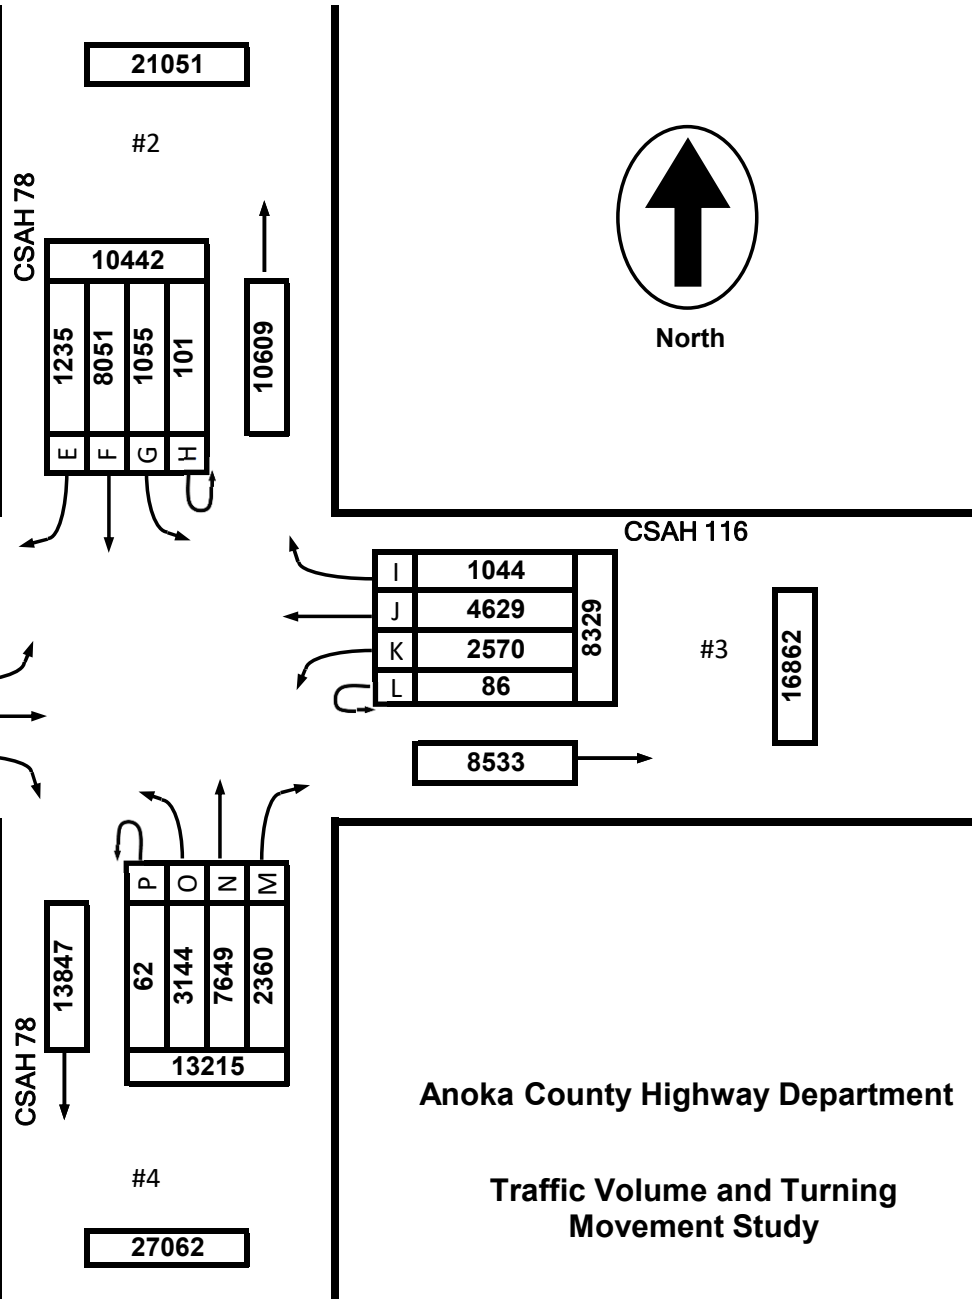 21051
#2
CSAH 78
10442
1235
8051
1055
101
10609
E
F
G
H
North
CSAH 116
I
1044
J
4629
K
2570
L
86
8329
#3
16862
8533
P
O
N
M
13847
62
3144
7649
2360
CSAH 78
13215
Anoka County Highway Department
#4
Traffic Volume and Turning
Movement Study
27062